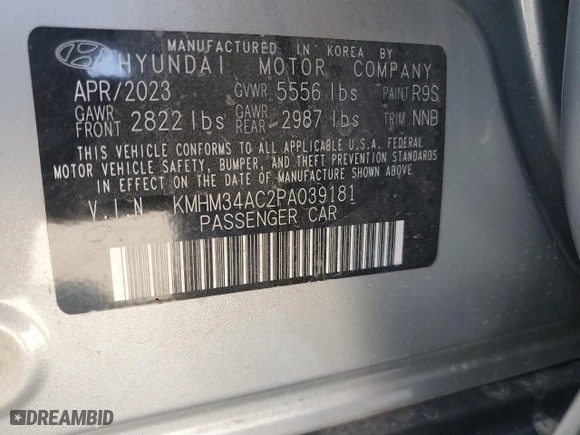 MANUFACTURED IN KOREA BY
HYUNDAI MOTOR COMPANY
APR/2023 GVWR 5556 lbs PAINT R9S
GAWR FRONT 2822 lbs GAWR REAR 2987 lbs TRIM NNB
THIS VEHICLE CONFORMS TO ALL APPLICABLE U.S.A. FEDERAL
MOTOR VEHICLE SAFETY, BUMPER, AND THEFT PREVENTION STANDARDS
IN EFFECT ON THE DATE OF MANUFACTURE SHOWN ABOVE.
V.I.N KMHM34AC2PA039181
PASSENGER CAR
DREAMBID